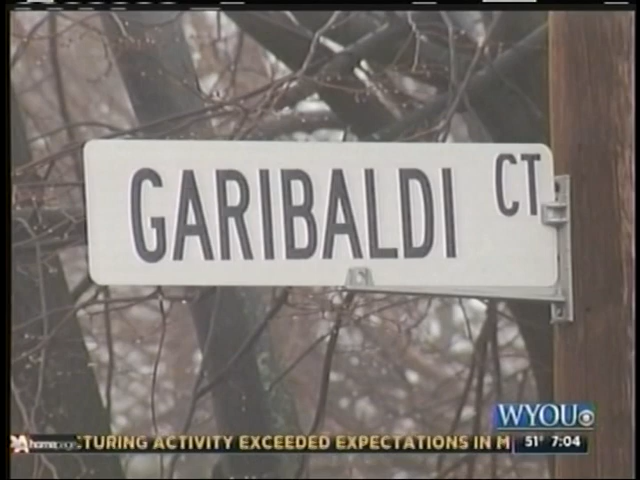 GARIBALDI CT
WYOU
TURING ACTIVITY EXCEEDED EXPECTATIONS IN M
51° 7:04